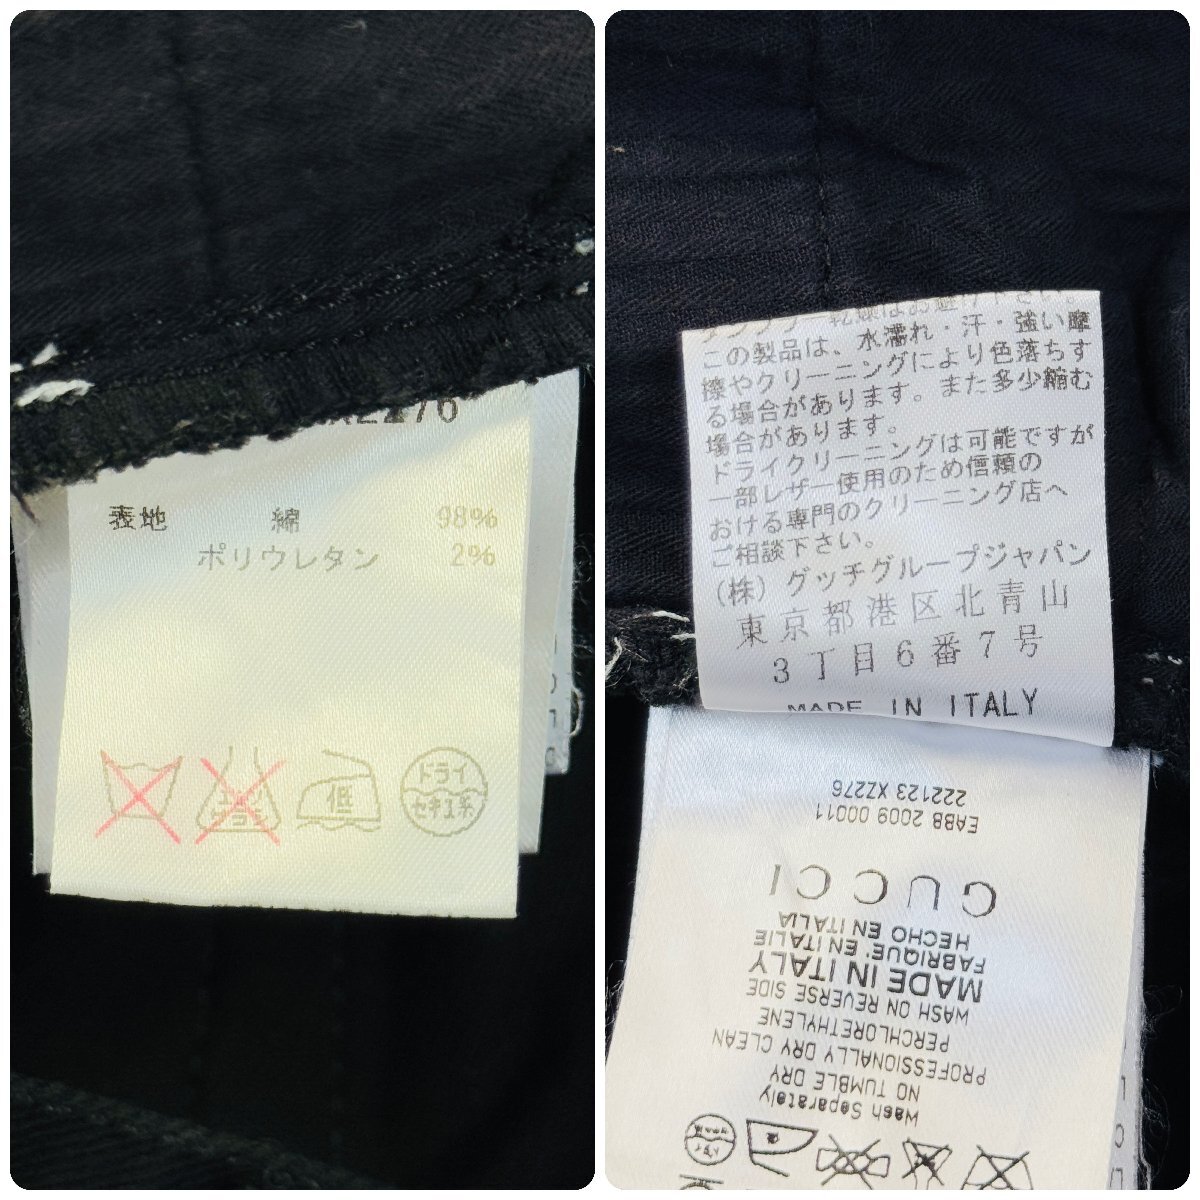 表地 綿 98%
ポリウレタン 2%
低
ドライ
セキユ系
この製品は、水濡れ・汗・強い摩
擦やクリーニングにより色落ちす
る場合があります。また多少縮む
場合があります。
ドライクリーニングは可能ですが
一部レザー使用のため信頼の
おける専門のクリーニング店へ
ご相談下さい。
(株) グッチグループジャパン
東京都港区北青山
3丁目6番7号
MADE IN ITALY
Wash Separately
NO TUMBLE DRY
PROFESSIONALLY DRY CLEAN
PERCHLORETHYLENE
WASH ON REVERSE SIDE
MADE IN ITALY
FABRIQUE' EN ITALIE
HECHO EN ITALIA
GUCCI
EABB 2009 00011
222123 XZ276